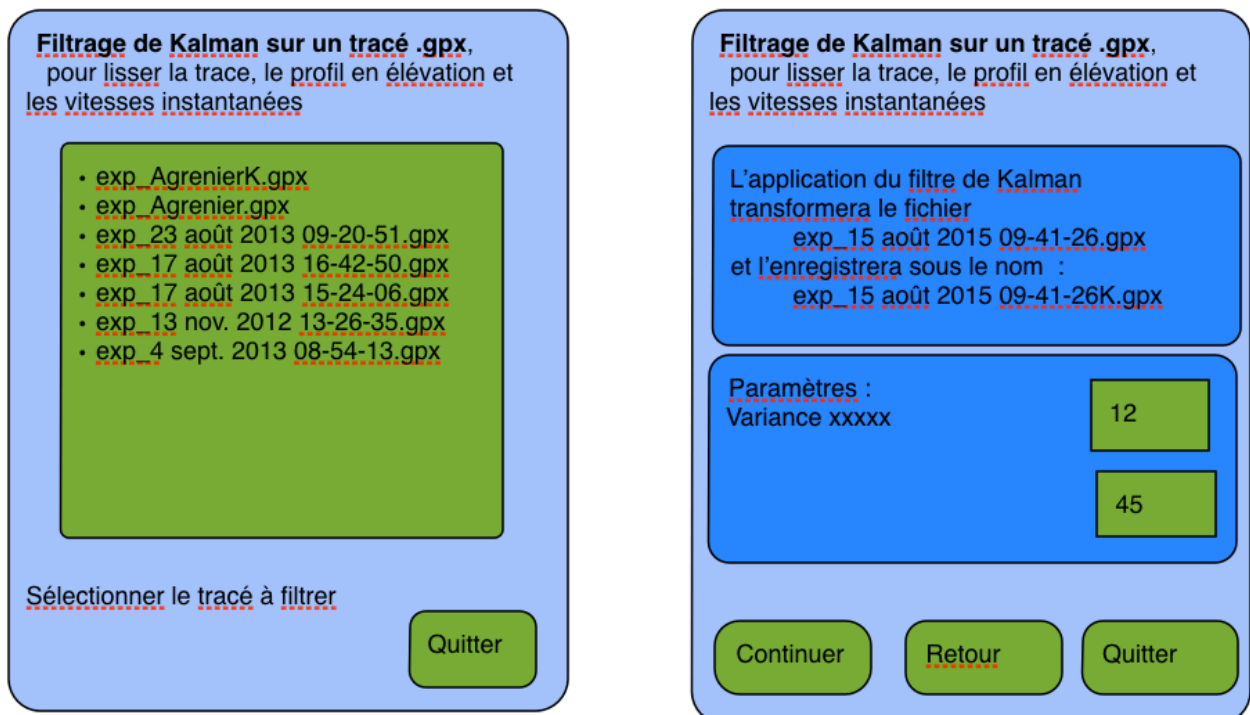 Filtrage de Kalman sur un tracé .gpx,
pour lisser la trace, le profil en élévation et
les vitesses instantanées
• exp_AgrenierK.gpx
• exp_Agrenier.gpx
• exp_23 août 2013 09-20-51.gpx
• exp_17 août 2013 16-42-50.gpx
• exp_17 août 2013 15-24-06.gpx
• exp_13 nov. 2012 13-26-35.gpx
• exp_4 sept. 2013 08-54-13.gpx
Sélectionner le tracé à filtrer
Quitter
Filtrage de Kalman sur un tracé .gpx,
pour lisser la trace, le profil en élévation et
les vitesses instantanées
L'application du filtre de Kalman
transformera le fichier
exp_15 août 2015 09-41-26.gpx
et l'enregistrera sous le nom :
exp_15 août 2015 09-41-26K.gpx
Paramètres :
Variance xxxxx
12
45
Continuer
Retour
Quitter